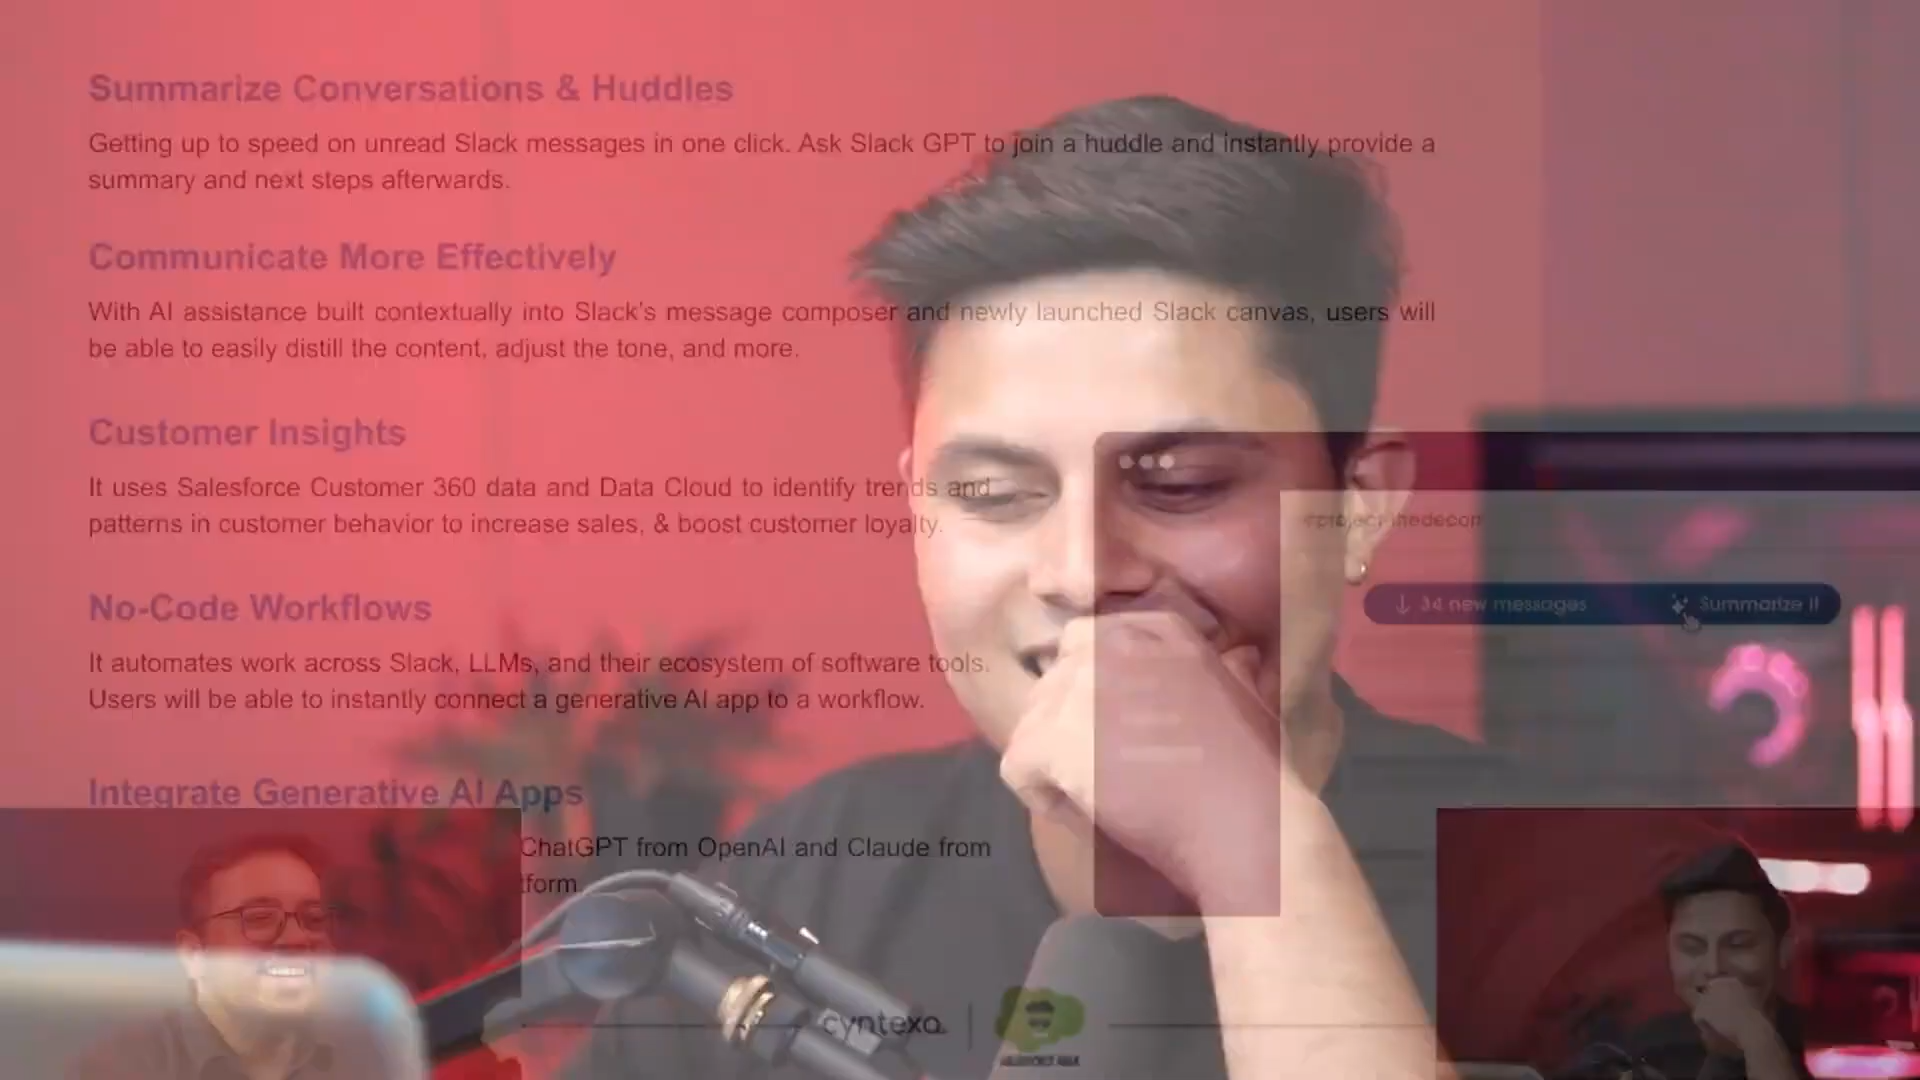 Summarize Conversations & Huddles
Getting up to speed on unread Slack messages in one click. Ask Slack GPT to join a huddle and instantly provide a
summary and next steps afterwards.
Communicate More Effectively
With AI assistance built contextually into Slack's message composer and newly launched Slack canvas, users will
be able to easily distill the content, adjust the tone, and more.
Customer Insights
It uses Salesforce Customer 360 data and Data Cloud to identify trends and
patterns in customer behavior to increase sales, & boost customer loyalty.
No-Code Workflows
It automates work across Slack, LLMs, and their ecosystem of software tools.
Users will be able to instantly connect a generative AI app to a workflow.
Integrate Generative AI Apps
ChatGPT from OpenAI and Claude from
tform.
34 new messages
Summarize it
cyntexa